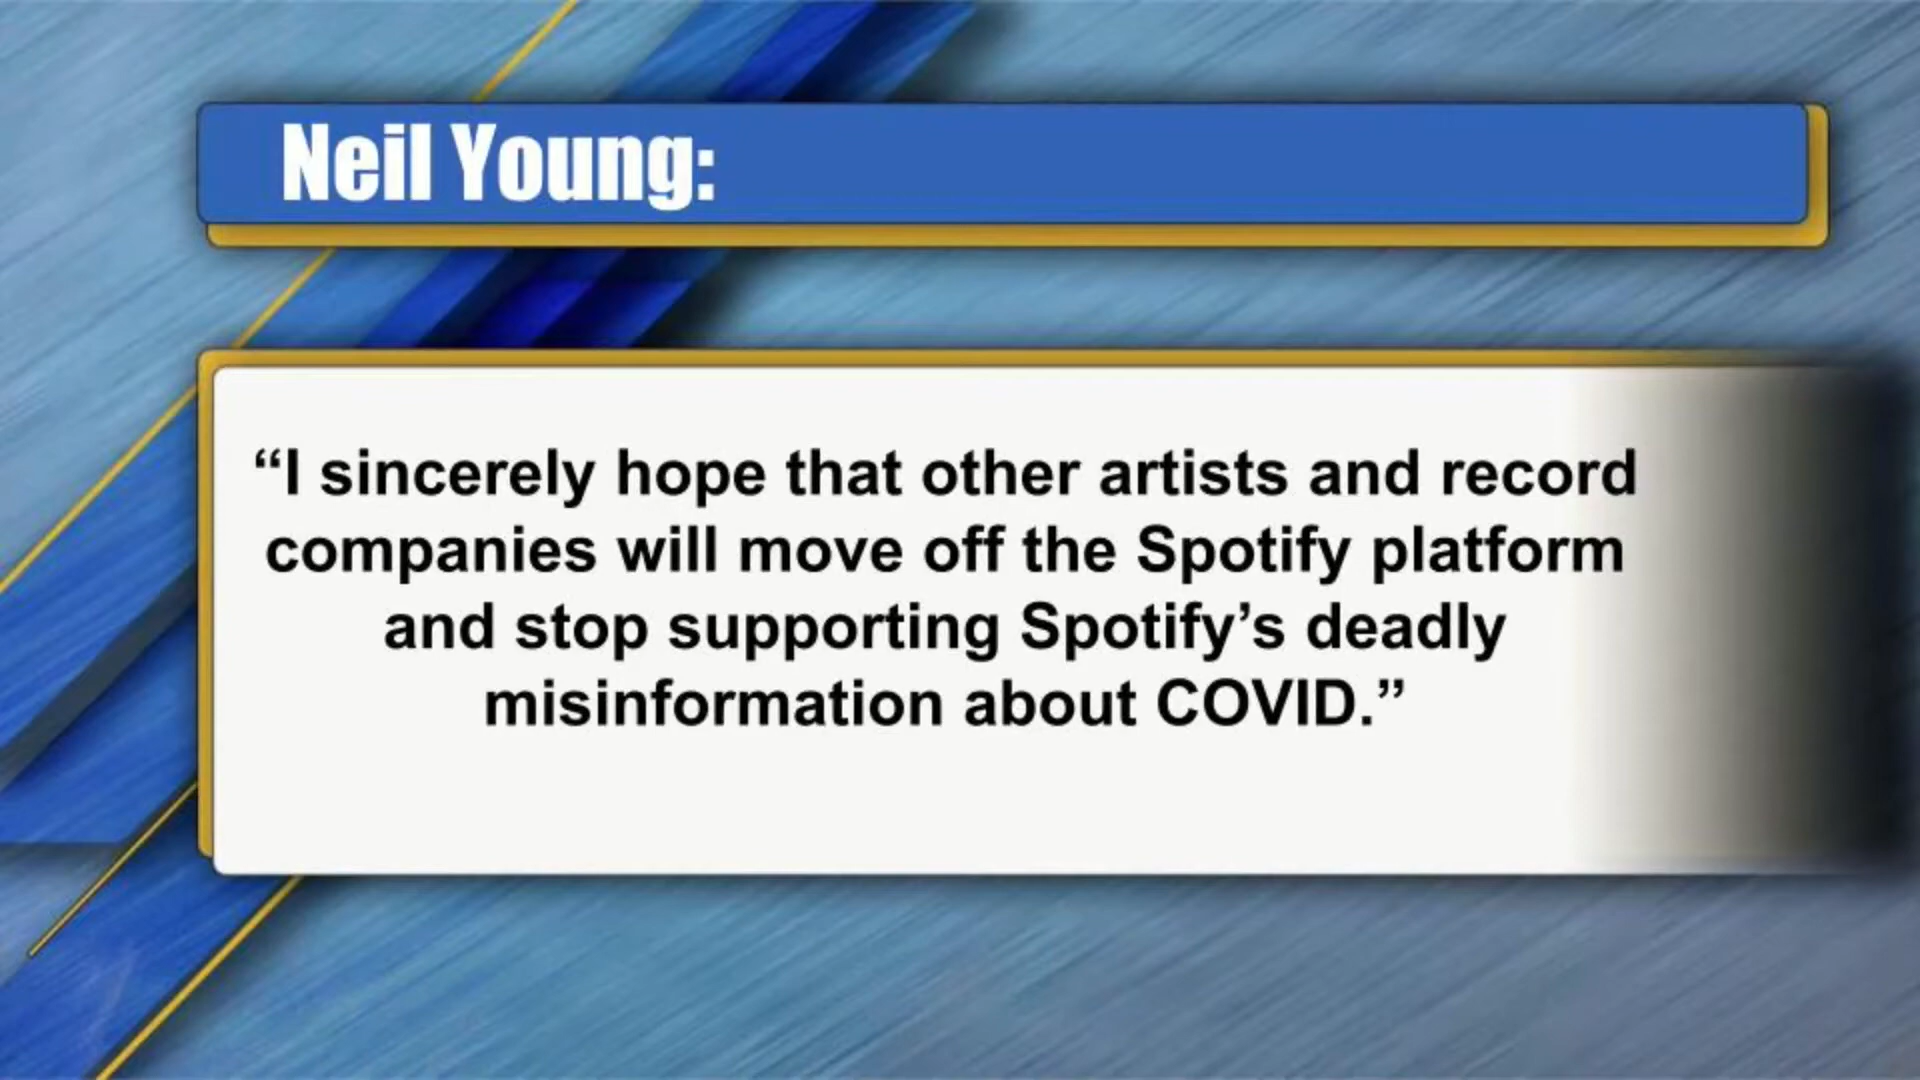 Neil Young:
“I sincerely hope that other artists and record
companies will move off the Spotify platform
and stop supporting Spotify’s deadly
misinformation about COVID.”